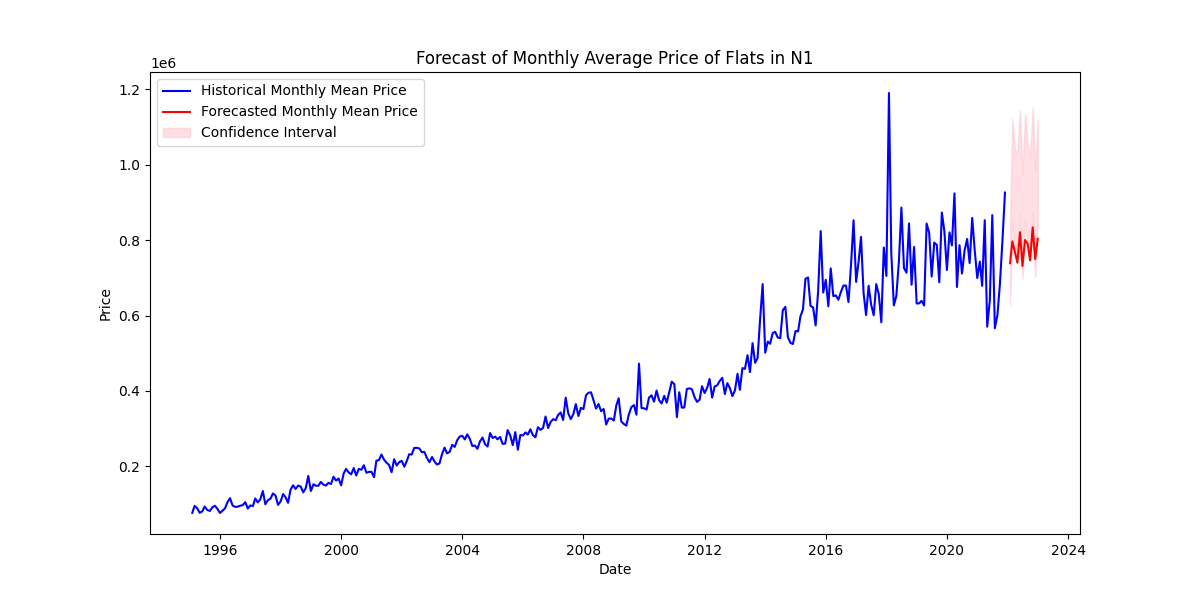 Forecast of Monthly Average Price of Flats in N1
1e6
Historical Monthly Mean Price
Forecasted Monthly Mean Price
Confidence Interval
1.2
1.0
0.8
0.6
0.4
0.2
Price
1996 2000 2004 2008 2012 2016 2020 2024
Date